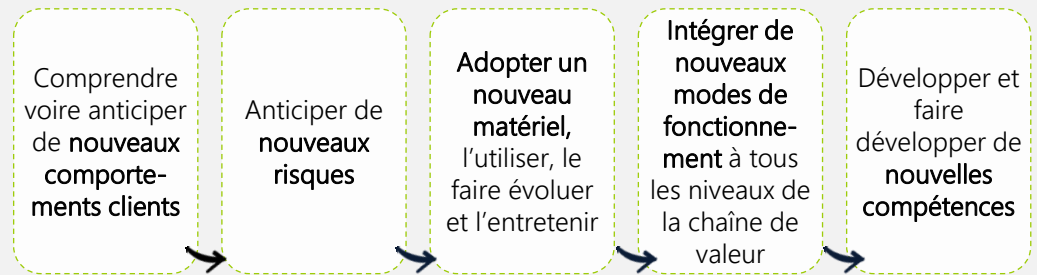 Comprendre
voire anticiper
de nouveaux
comporte-
ments clients
Anticiper de
nouveaux
risques
Adopter un
nouveau
matériel,
l’utiliser, le
faire évoluer
et l’entretenir
Intégrer de
nouveaux
modes de
fonctionne-
ment à tous
les niveaux de
la chaîne de
valeur
Développer et
faire
développer de
nouvelles
compétences